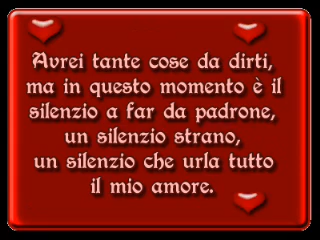 Avrei tante cose da dirti,
ma in questo momento è il
silenzio a far da padrone,
un silenzio strano,
un silenzio che urla tutto
il mio amore.